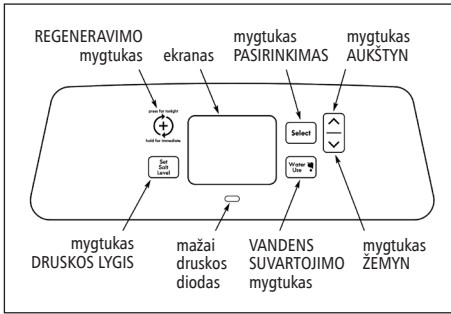 REGENERAVIMO
mygtukas
ekranas
mygtukas
PASIRINKIMAS
mygtukas
AUKŠTYN
press for tonight
hold for immediate
Select
Set
Salt
Level
Water
Use
mygtukas
DRUSKOS LYGIS
mažai
druskos
diodas
VANDENS
SUVARTOJIMO
mygtukas
mygtukas
ŽEMYN